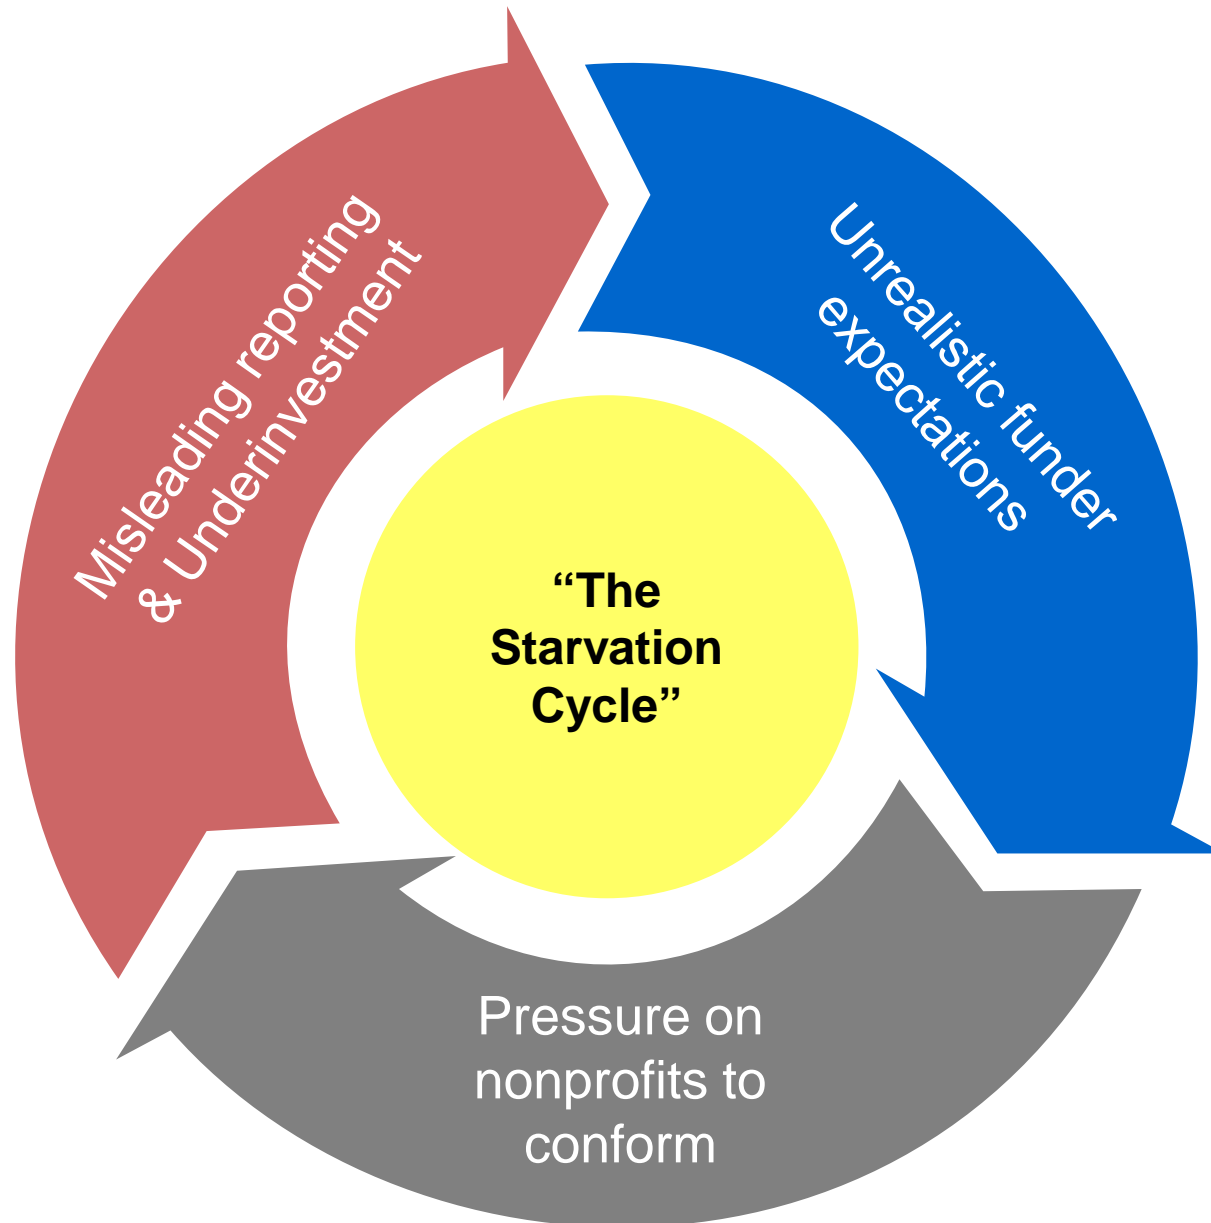 Misleading reporting
& Underinvestment
Unrealistic funder
expectations
“The
Starvation
Cycle”
Pressure on
nonprofits to
conform